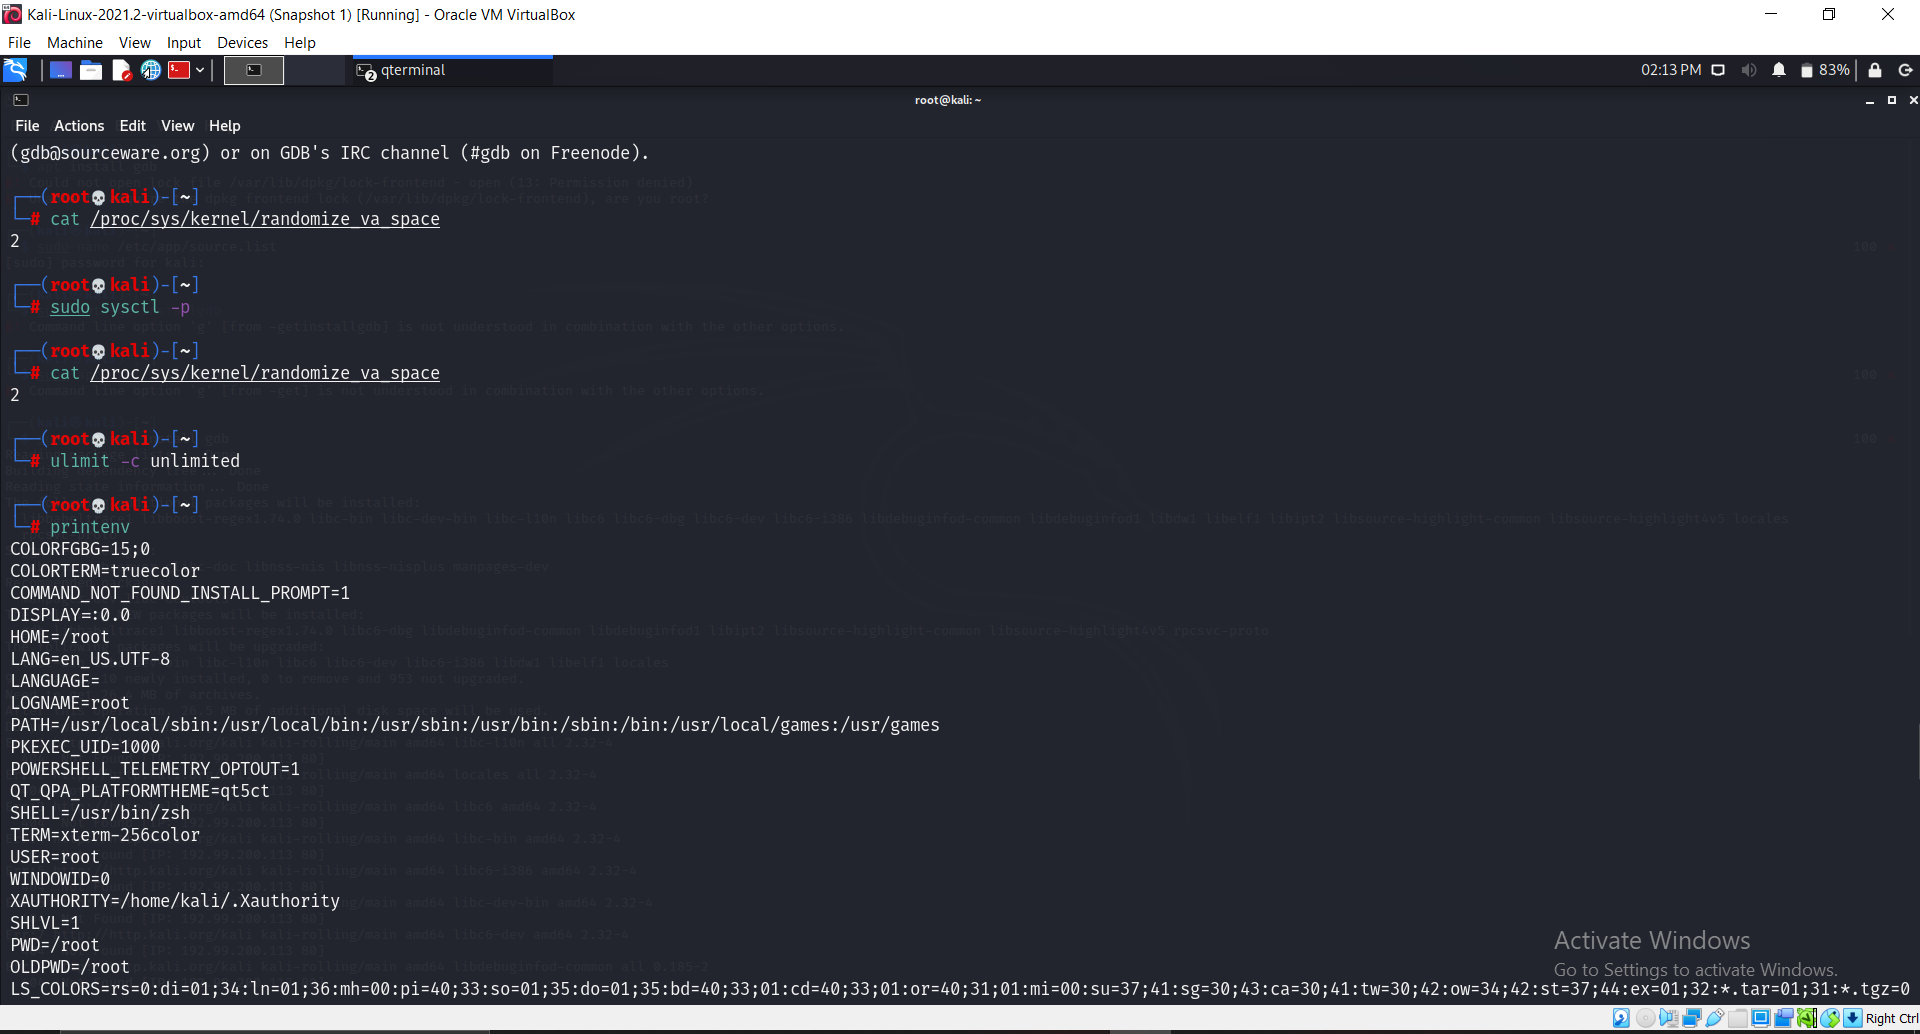 Kali-Linux-2021.2-virtualbox-amd64 (Snapshot 1) [Running] - Oracle VM VirtualBox
File Machine View Input Devices Help
qterminal
02:13 PM 83%
root@kali: ~
File Actions Edit View Help
(gdb@sourceware.org) or on GDB's IRC channel (#gdb on Freenode).
┌──(root💀kali)-[~]
└─# cat /proc/sys/kernel/randomize_va_space
2
┌──(root💀kali)-[~]
└─# sudo sysctl -p
┌──(root💀kali)-[~]
└─# cat /proc/sys/kernel/randomize_va_space
2
┌──(root💀kali)-[~]
└─# ulimit -c unlimited
┌──(root💀kali)-[~]
└─# printenv
COLORFGBG=15;0
COLORTERM=truecolor
COMMAND_NOT_FOUND_INSTALL_PROMPT=1
DISPLAY=:0.0
HOME=/root
LANG=en_US.UTF-8
LANGUAGE=
LOGNAME=root
PATH=/usr/local/sbin:/usr/local/bin:/usr/sbin:/usr/bin:/sbin:/bin:/usr/local/games:/usr/games
PKEXEC_UID=1000
POWERSHELL_TELEMETRY_OPTOUT=1
QT_QPA_PLATFORMTHEME=qt5ct
SHELL=/usr/bin/zsh
TERM=xterm-256color
USER=root
WINDOWID=0
XAUTHORITY=/home/kali/.Xauthority
SHLVL=1
PWD=/root
OLDPWD=/root
LS_COLORS=rs=0:di=01;34:ln=01;36:mh=00:pi=40;33:so=01;35:do=01;35:bd=40;33;01:cd=40;33;01:or=40;31;01:mi=00:su=37;41:sg=30;43:ca=30;41:tw=30;42:ow=34;42:st=37;44:ex=01;32:*.tar=01;31:*.tgz=0
Activate Windows
Go to Settings to activate Windows.
Right Ctrl